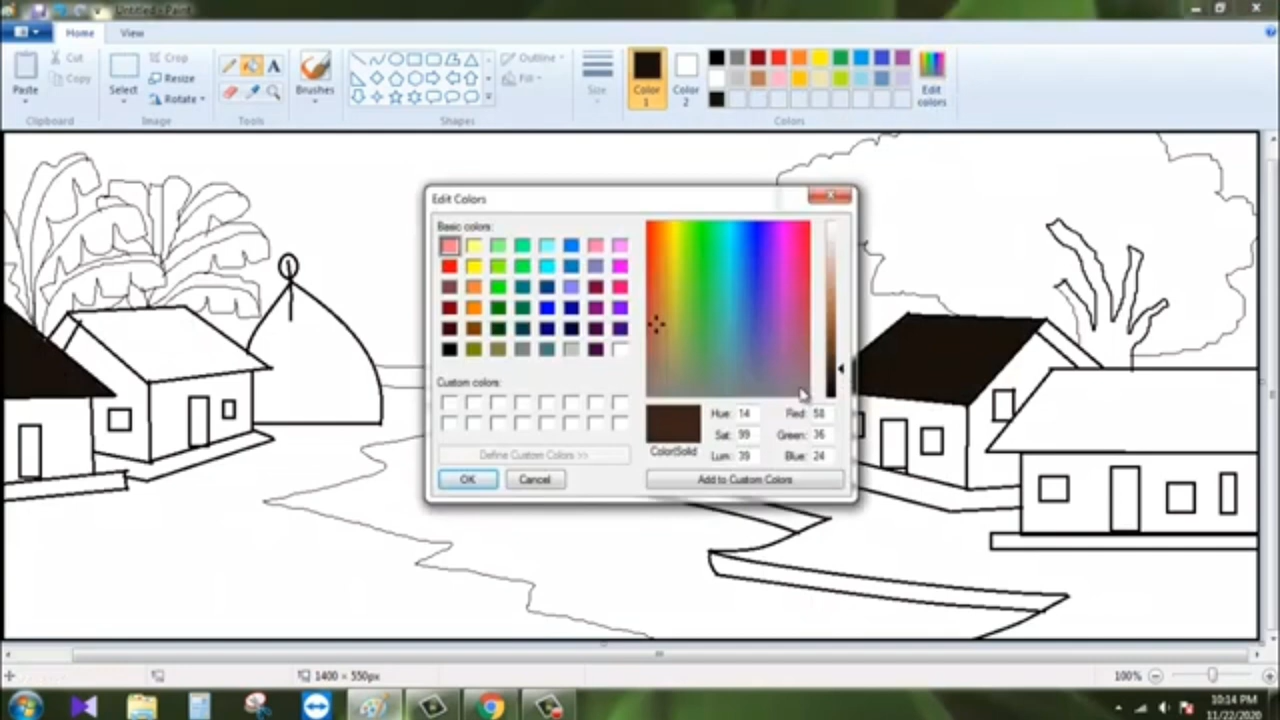 Untitled - Paint
Home View
Paste
Cut
Copy
Clipboard
Select
Crop
Resize
Rotate
Image
Tools
Brushes
Shapes
Outline
Fill
Size
Color 1
Color 2
Edit colors
Colors
Edit Colors
Basic colors:
Custom colors:
Define Custom Colors >>
OK Cancel
Color|Solid
Hue: 14 Red: 58
Sat: 99 Green: 36
Lum: 39 Blue: 24
Add to Custom Colors
1400 × 550px 100%
10:14 PM
11/22/2020